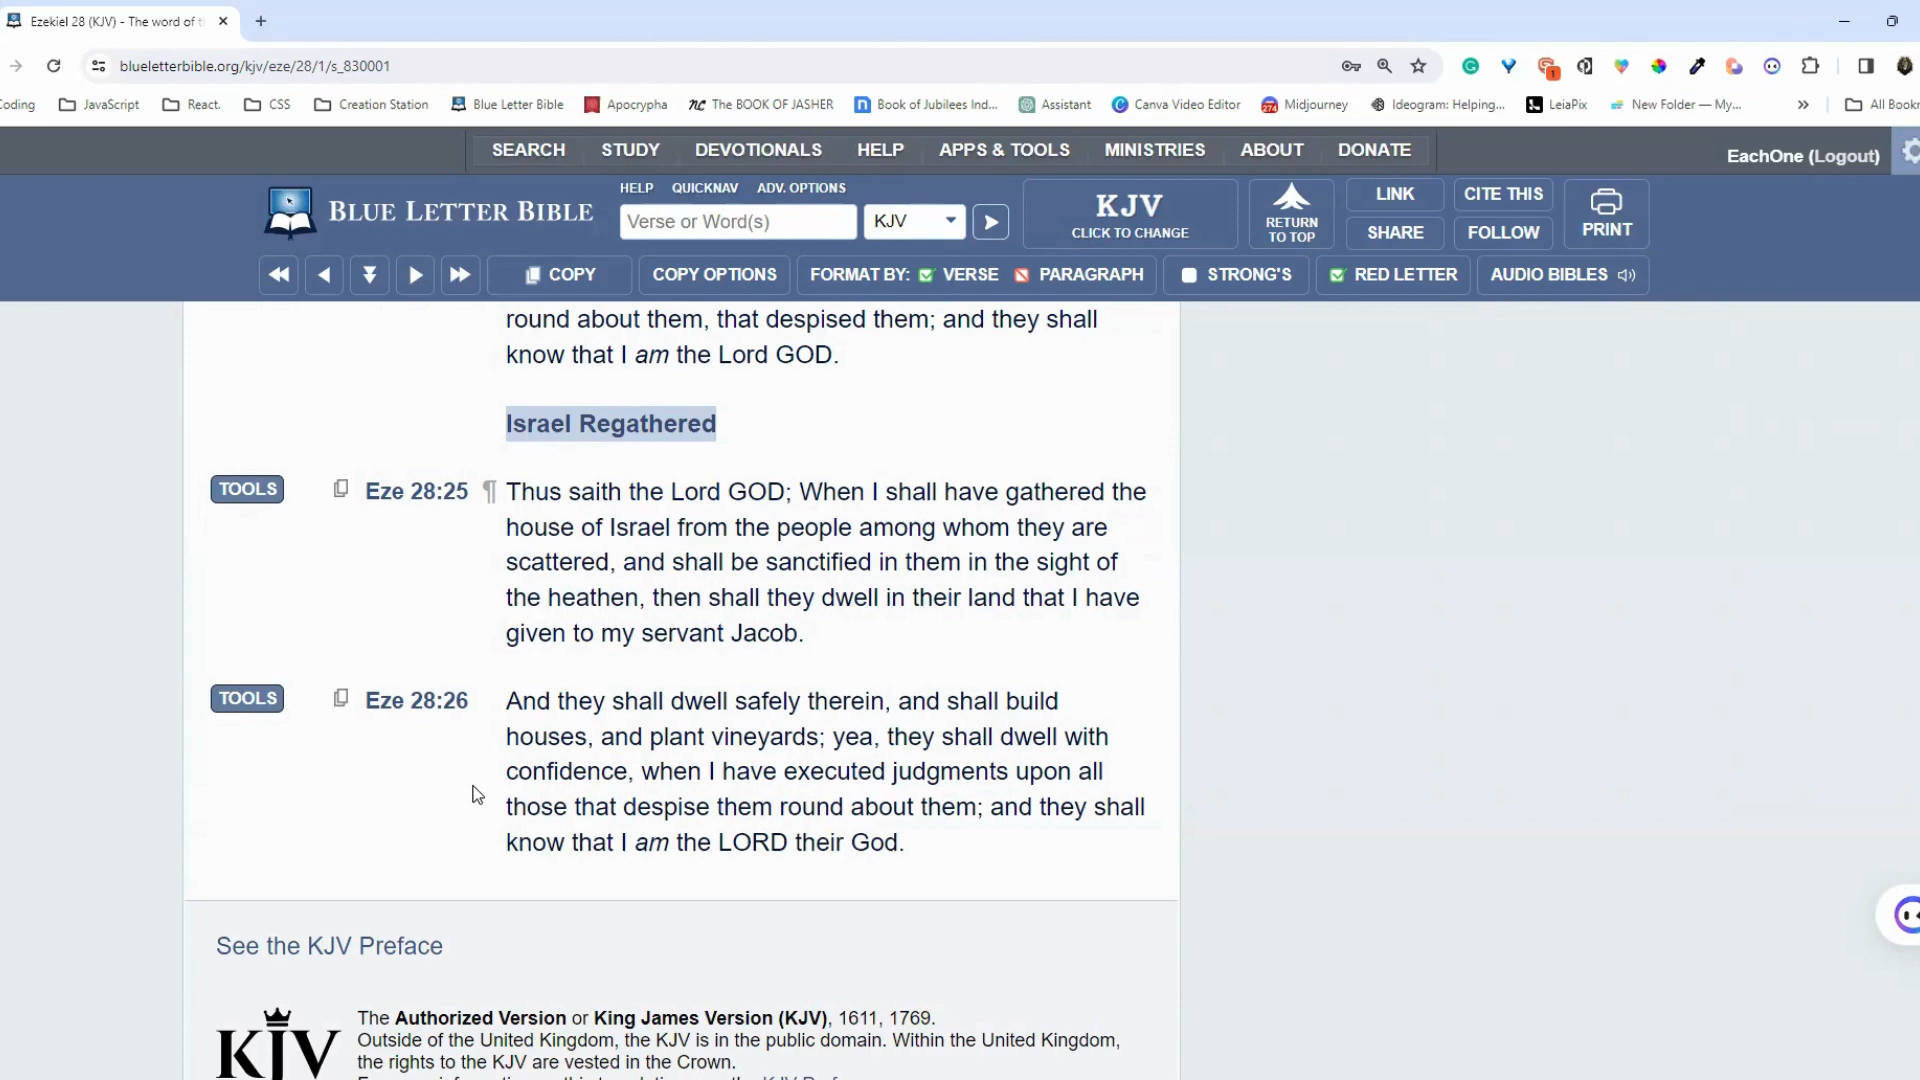 Ezekiel 28 (KJV) - The word of t
blueletterbible.org/kjv/eze/28/1/s_830001
1
Coding
JavaScript
React.
CSS
Creation Station
Blue Letter Bible
Apocrypha
The BOOK OF JASHER
Book of Jubilees Ind...
Assistant
Canva Video Editor
274
Midjourney
Ideogram: Helping...
LeiaPix
New Folder — My...
All Bookr
SEARCH
STUDY
DEVOTIONALS
HELP
APPS & TOOLS
MINISTRIES
ABOUT
DONATE
EachOne (Logout)
BLUE LETTER BIBLE
HELP QUICKNAV ADV. OPTIONS
Verse or Word(s)
KJV
KJV
CLICK TO CHANGE
RETURN
TO TOP
LINK
CITE THIS
SHARE
FOLLOW
PRINT
COPY
COPY OPTIONS
FORMAT BY: VERSE PARAGRAPH
STRONG'S
RED LETTER
AUDIO BIBLES
round about them, that despised them; and they shall
know that I am the Lord GOD.
Israel Regathered
TOOLS Eze 28:25 ¶ Thus saith the Lord GOD; When I shall have gathered the
house of Israel from the people among whom they are
scattered, and shall be sanctified in them in the sight of
the heathen, then shall they dwell in their land that I have
given to my servant Jacob.
TOOLS Eze 28:26 And they shall dwell safely therein, and shall build
houses, and plant vineyards; yea, they shall dwell with
confidence, when I have executed judgments upon all
those that despise them round about them; and they shall
know that I am the LORD their God.
See the KJV Preface
KJV
The Authorized Version or King James Version (KJV), 1611, 1769.
Outside of the United Kingdom, the KJV is in the public domain. Within the United Kingdom,
the rights to the KJV are vested in the Crown.